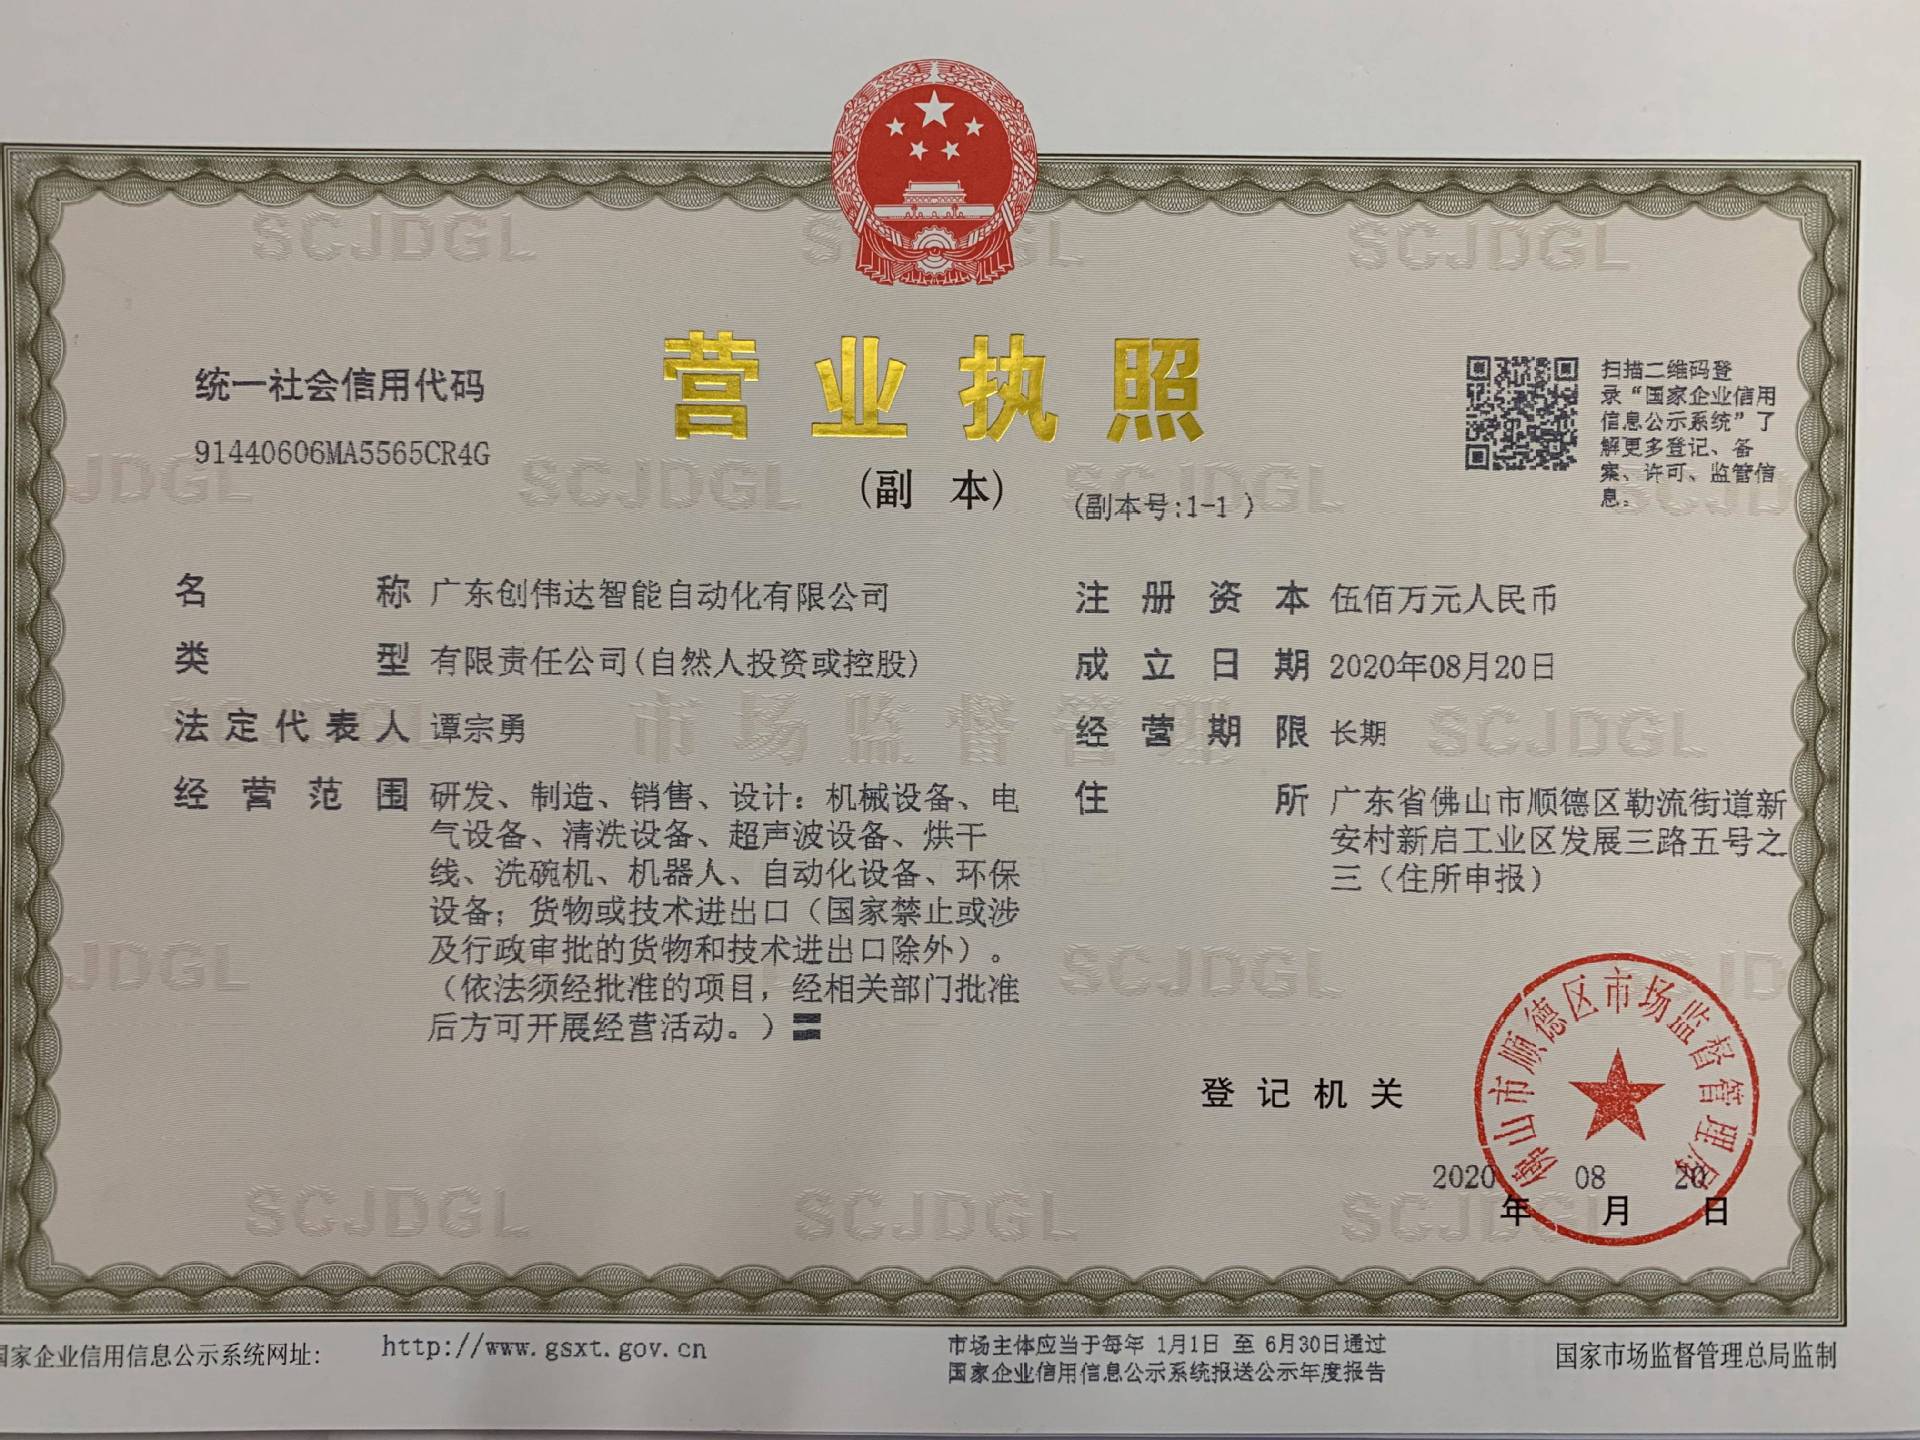 统一社会信用代码
91440606MA5565CR4G
营业执照
(副 本)
(副本号:1-1 )
扫描二维码登
录“国家企业信用
信息公示系统”了
解更多登记、备
案、许可、监管信
息。
名称 广东创伟达智能自动化有限公司
类型 有限责任公司(自然人投资或控股)
法定代表人 谭宗勇
经营范围 研发、制造、销售、设计：机械设备、电
气设备、清洗设备、超声波设备、烘干
线、洗碗机、机器人、自动化设备、环保
设备；货物或技术进出口（国家禁止或涉
及行政审批的货物和技术进出口除外）。
（依法须经批准的项目，经相关部门批准
后方可开展经营活动。）
注册资本 伍佰万元人民币
成立日期 2020年08月20日
经营期限 长期
住所 广东省佛山市顺德区勒流街道新
安村新启工业区发展三路五号之
三（住所申报）
登记机关
佛山市顺德区市场监督管理局
2020 08 20
年 月 日
国家企业信用信息公示系统网址:
http://www.gsxt.gov.cn
市场主体应当于每年 1月1日 至 6月30日通过
国家企业信用信息公示系统报送公示年度报告
国家市场监督管理总局监制
SCJDGL
市场监督管理